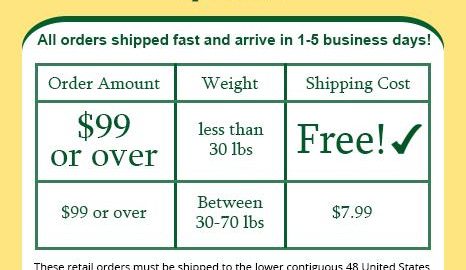 All orders shipped fast and arrive in 1-5 business days!
Order Amount Weight Shipping Cost
$99
or over
less than
30 lbs
Free!✓
$99 or over
Between
30-70 lbs
$7.99
These retail orders must be shipped to the lower contiguous 48 United States